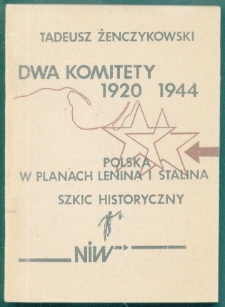 TADEUSZ ŻENCZYKOWSKI
DWA KOMITETY
1920 1944
POLSKA
W PLANACH LENINA I STALINA
SZKIC HISTORYCZNY
NIW